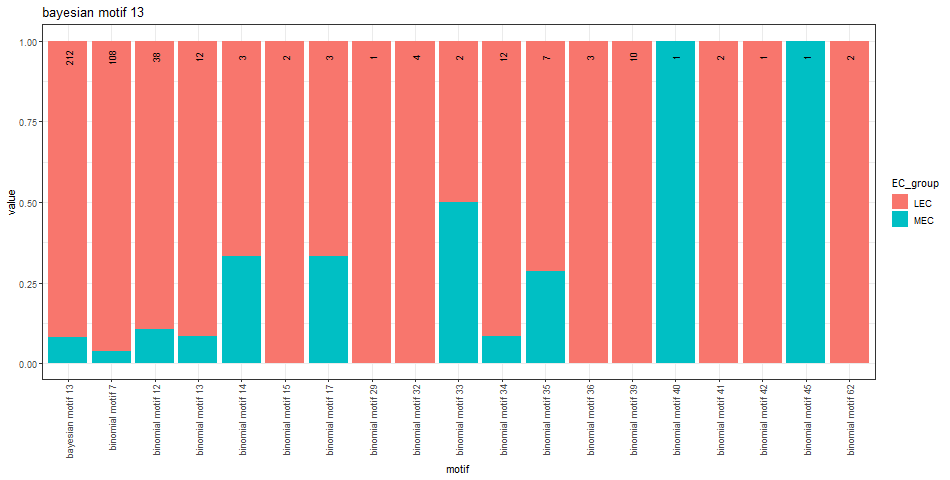 bayesian motif 13
1.00
0.75
0.50
0.25
0.00
value
212
108
38
12
3
2
3
1
4
2
12
7
3
10
1
2
1
1
2
bayesian motif 13
binomial motif 7
binomial motif 12
binomial motif 13
binomial motif 14
binomial motif 15
binomial motif 17
binomial motif 29
binomial motif 32
binomial motif 33
binomial motif 34
binomial motif 35
binomial motif 36
binomial motif 39
binomial motif 40
binomial motif 41
binomial motif 42
binomial motif 45
binomial motif 62
motif
EC_group
LEC
MEC